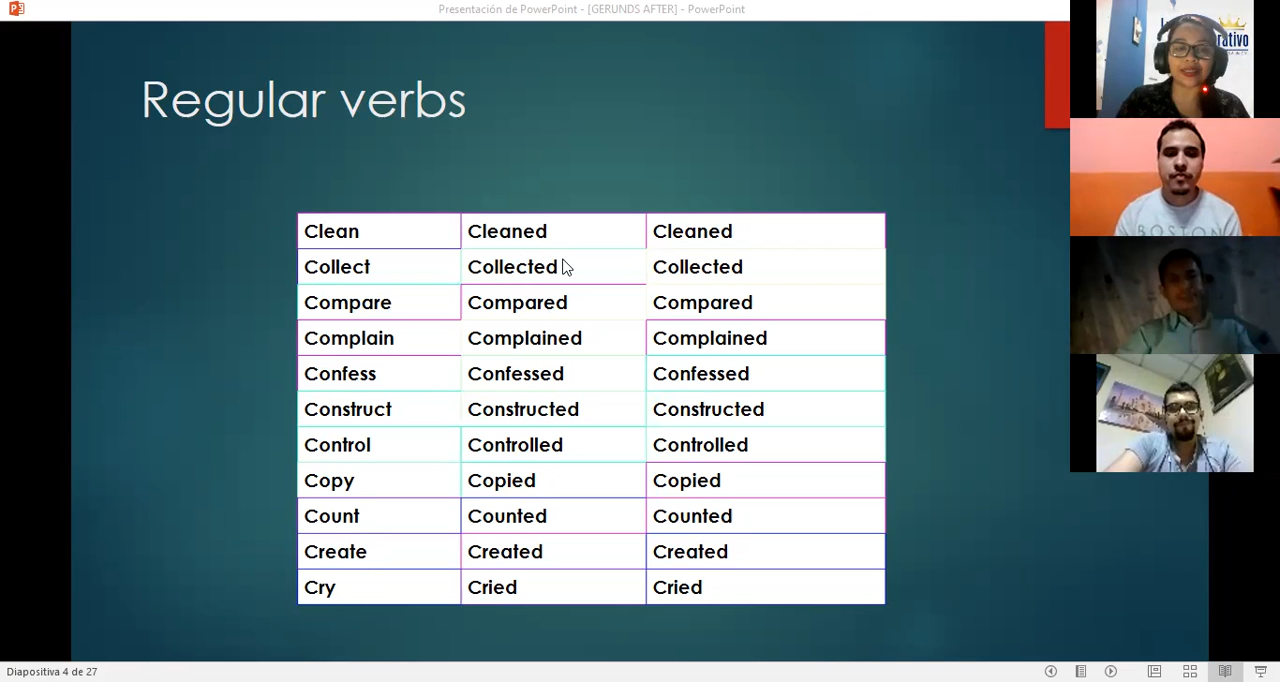 Presentación de PowerPoint - [GERUNDS AFTER] - PowerPoint
rativo
Regular verbs
BOSTON
Clean Cleaned Cleaned
Collect Collected Collected
Compare Compared Compared
Complain Complained Complained
Confess Confessed Confessed
Construct Constructed Constructed
Control Controlled Controlled
Copy Copied Copied
Count Counted Counted
Create Created Created
Cry Cried Cried
Diapositiva 4 de 27